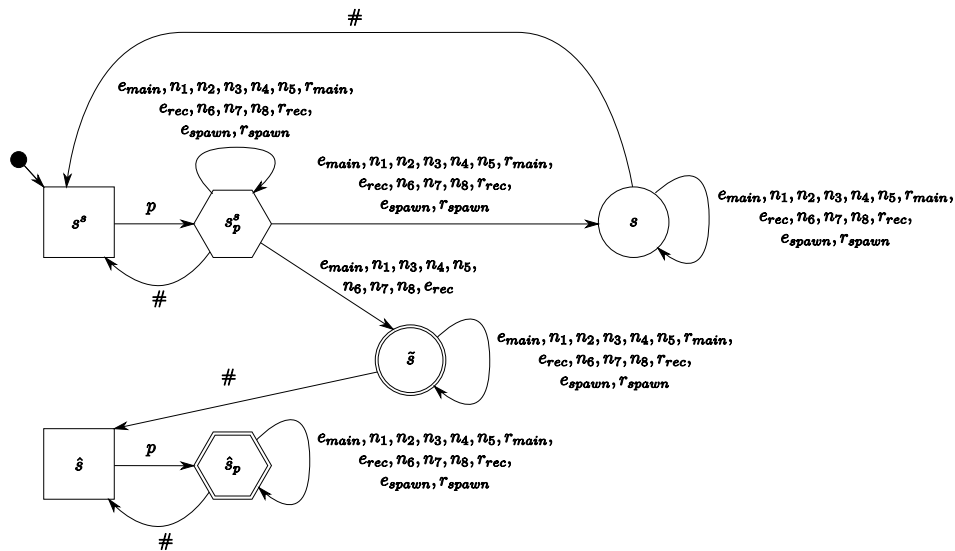 #
e_main, n_1, n_2, n_3, n_4, n_5, r_main,
e_rec, n_6, n_7, n_8, r_rec,
e_spawn, r_spawn
e_main, n_1, n_2, n_3, n_4, n_5, r_main,
e_rec, n_6, n_7, n_8, r_rec,
e_spawn, r_spawn
e_main, n_1, n_2, n_3, n_4, n_5, r_main,
e_rec, n_6, n_7, n_8, r_rec,
e_spawn, r_spawn
s^s
p
s^s_p
s
#
e_main, n_1, n_3, n_4, n_5,
n_6, n_7, n_8, e_rec
s̃
e_main, n_1, n_2, n_3, n_4, n_5, r_main,
e_rec, n_6, n_7, n_8, r_rec,
e_spawn, r_spawn
#
ŝ
p
ŝ_p
e_main, n_1, n_2, n_3, n_4, n_5, r_main,
e_rec, n_6, n_7, n_8, r_rec,
e_spawn, r_spawn
#